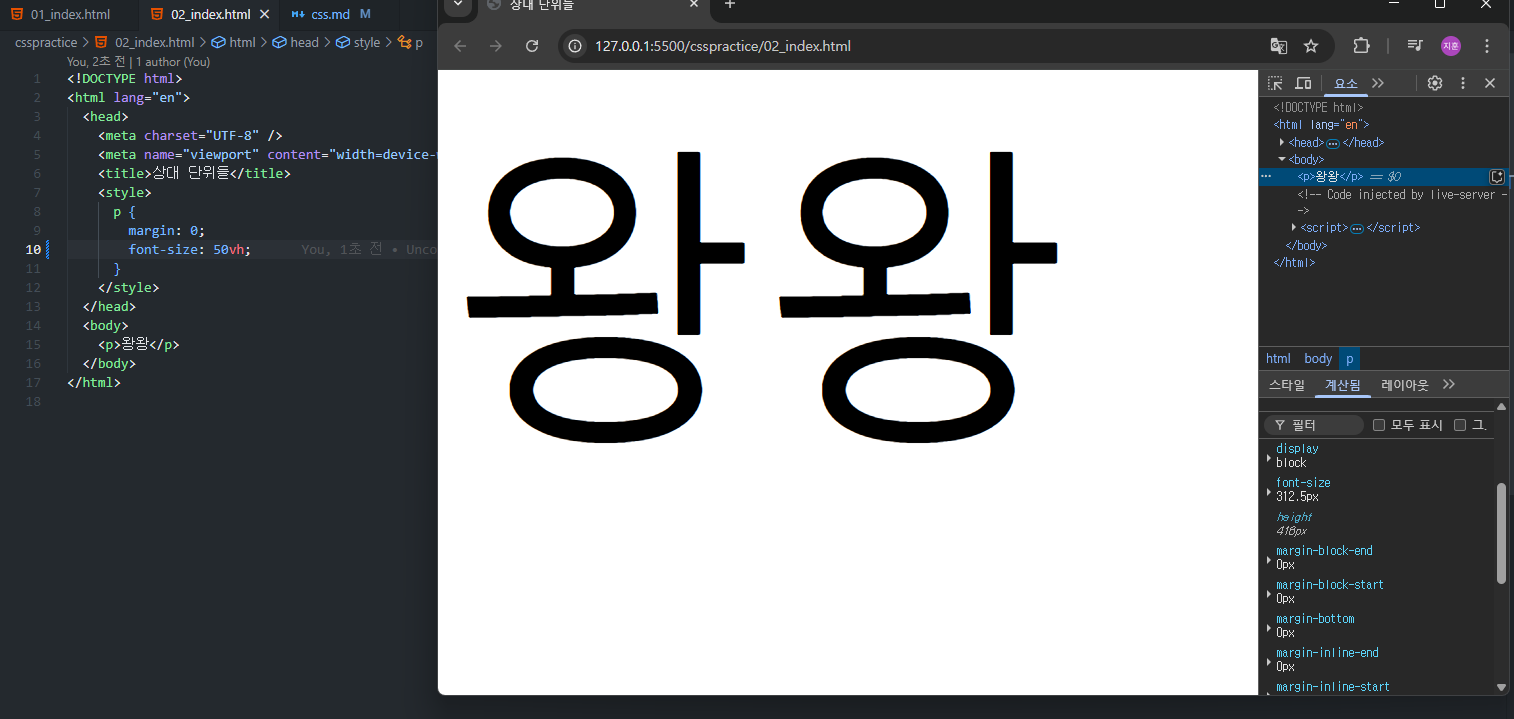 01_index.html
02_index.html
css.md M
csspractice > 02_index.html > html > head > style > p
You, 2초 전 | 1 author (You)
1 <!DOCTYPE html>
2 <html lang="en">
3 <head>
4 <meta charset="UTF-8" />
5 <meta name="viewport" content="width=device-
6 <title>상대 단위들</title>
7 <style>
8 p {
9 margin: 0;
10 font-size: 50vh; You, 1초 전 • Unco
11 }
12 </style>
13 </head>
14 <body>
15 <p>왕왕</p>
16 </body>
17 </html>
18
상대 단위들
127.0.0.1:5500/csspractice/02_index.html
지훈
왕왕
요소
<!DOCTYPE html>
<html lang="en">
<head> </head>
<body>
<p>왕왕</p> == $0
<!-- Code injected by live-server -
->
<script> </script>
</body>
</html>
html body p
스타일 계산됨 레이아웃
필터 모두 표시 그.
display
block
font-size
312.5px
height
416px
margin-block-end
0px
margin-block-start
0px
margin-bottom
0px
margin-inline-end
0px
margin-inline-start